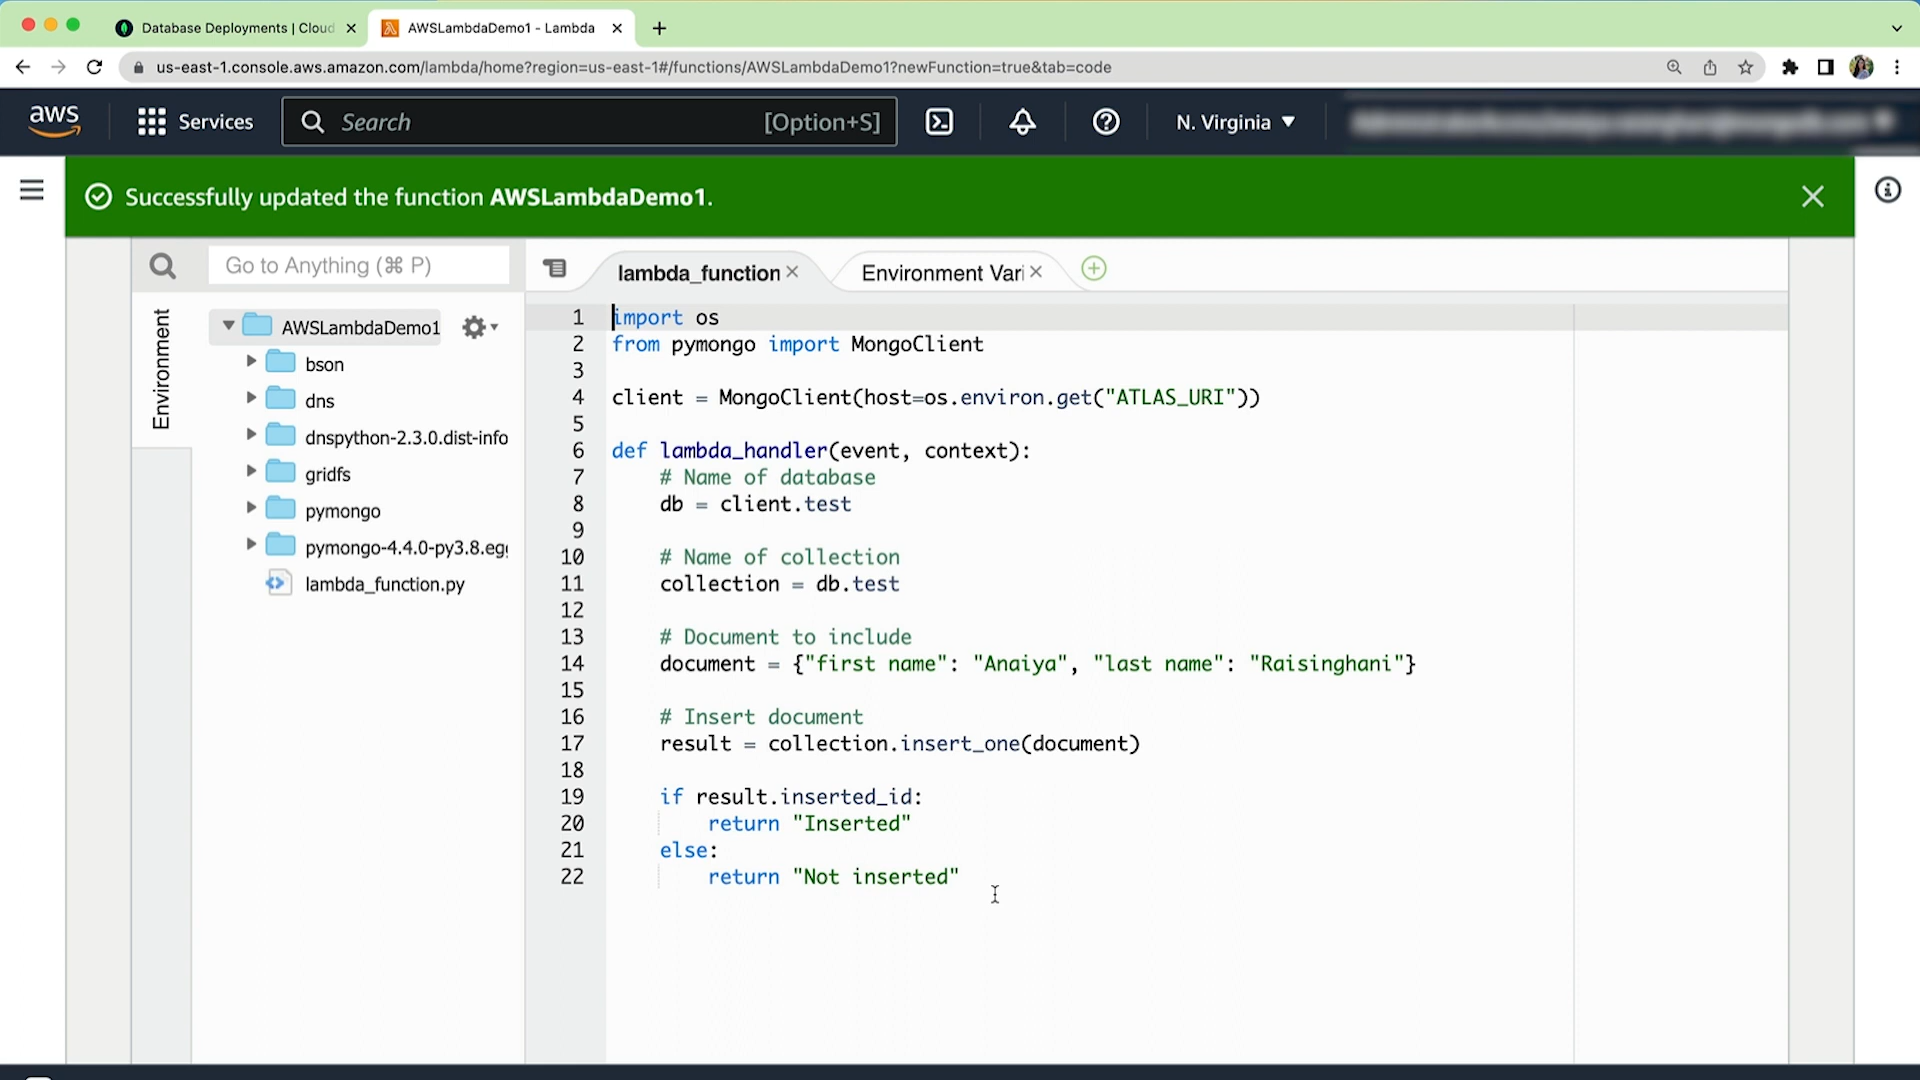 Database Deployments | Cloud
AWSLambdaDemo1 - Lambda
us-east-1.console.aws.amazon.com/lambda/home?region=us-east-1#/functions/AWSLambdaDemo1?newFunction=true&tab=code
aws
Services
Search
[Option+S]
N. Virginia
Successfully updated the function AWSLambdaDemo1.
Go to Anything (⌘ P)
lambda_function
Environment Vari
Environment
AWSLambdaDemo1
bson
dns
dnspython-2.3.0.dist-info
gridfs
pymongo
pymongo-4.4.0-py3.8.egg
lambda_function.py
1 import os
2 from pymongo import MongoClient
3
4 client = MongoClient(host=os.environ.get("ATLAS_URI"))
5
6 def lambda_handler(event, context):
7 # Name of database
8 db = client.test
9
10 # Name of collection
11 collection = db.test
12
13 # Document to include
14 document = {"first name": "Anaiya", "last name": "Raisinghani"}
15
16 # Insert document
17 result = collection.insert_one(document)
18
19 if result.inserted_id:
20 return "Inserted"
21 else:
22 return "Not inserted"